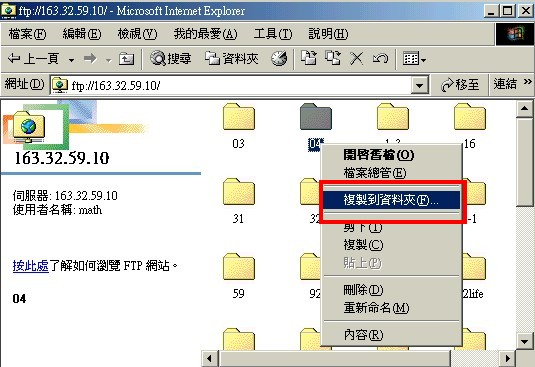 ftp://163.32.59.10/ - Microsoft Internet Explorer
檔案(F) 編輯(E) 檢視(V) 我的最愛(A) 工具(T) 說明(H)
上一頁 搜尋 資料夾
網址(D) ftp://163.32.59.10/ 移至 連結 »
163.32.59.10
伺服器: 163.32.59.10
使用者名稱: math
按此處了解如何瀏覽 FTP 網站。
04
03 04 1-3 16
31 32 -1
59 92 2life
開啓舊檔(O)
檔案總管(E)
複製到資料夾(F)...
剪下(T)
複製(C)
貼上(P)
刪除(D)
重新命名(M)
內容(R)